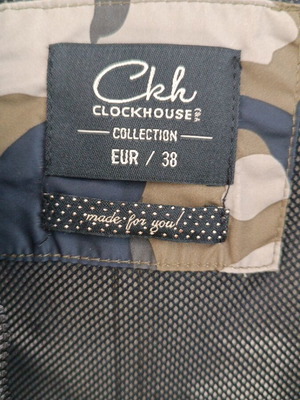 Ckh
CLOCKHOUSE C&A
COLLECTION
EUR / 38
made for you!